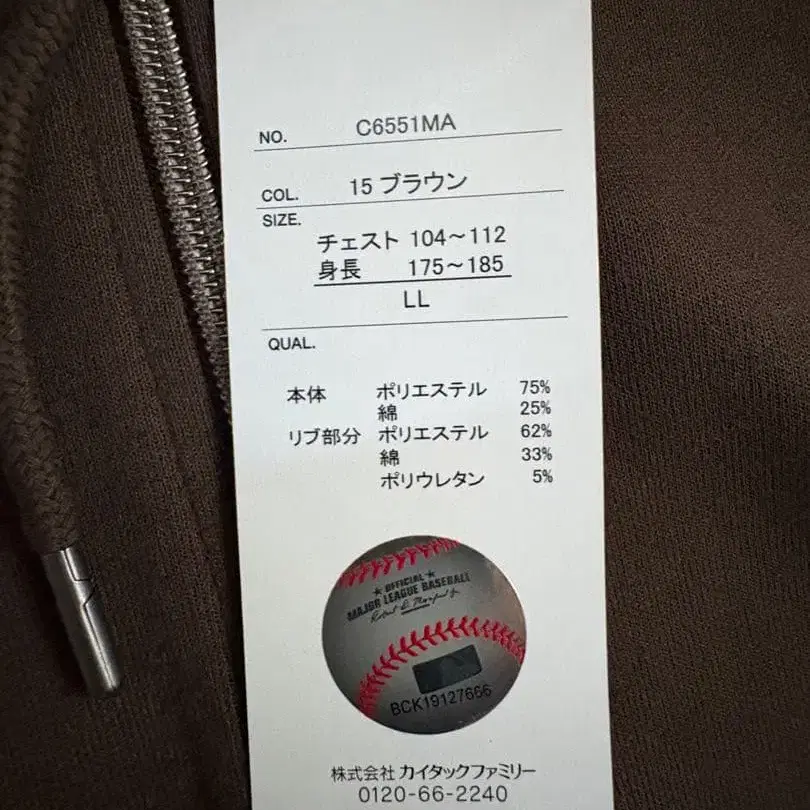 NO. C6551MA
COL. 15 ブラウン
SIZE.
チェスト 104～112
身長 175～185
LL
QUAL.
本体 ポリエステル 75%
綿 25%
リブ部分 ポリエステル 62%
綿 33%
ポリウレタン 5%
★ OFFICIAL ★
MAJOR LEAGUE BASEBALL
BCK19127666
株式会社 カイタックファミリー
0120-66-2240